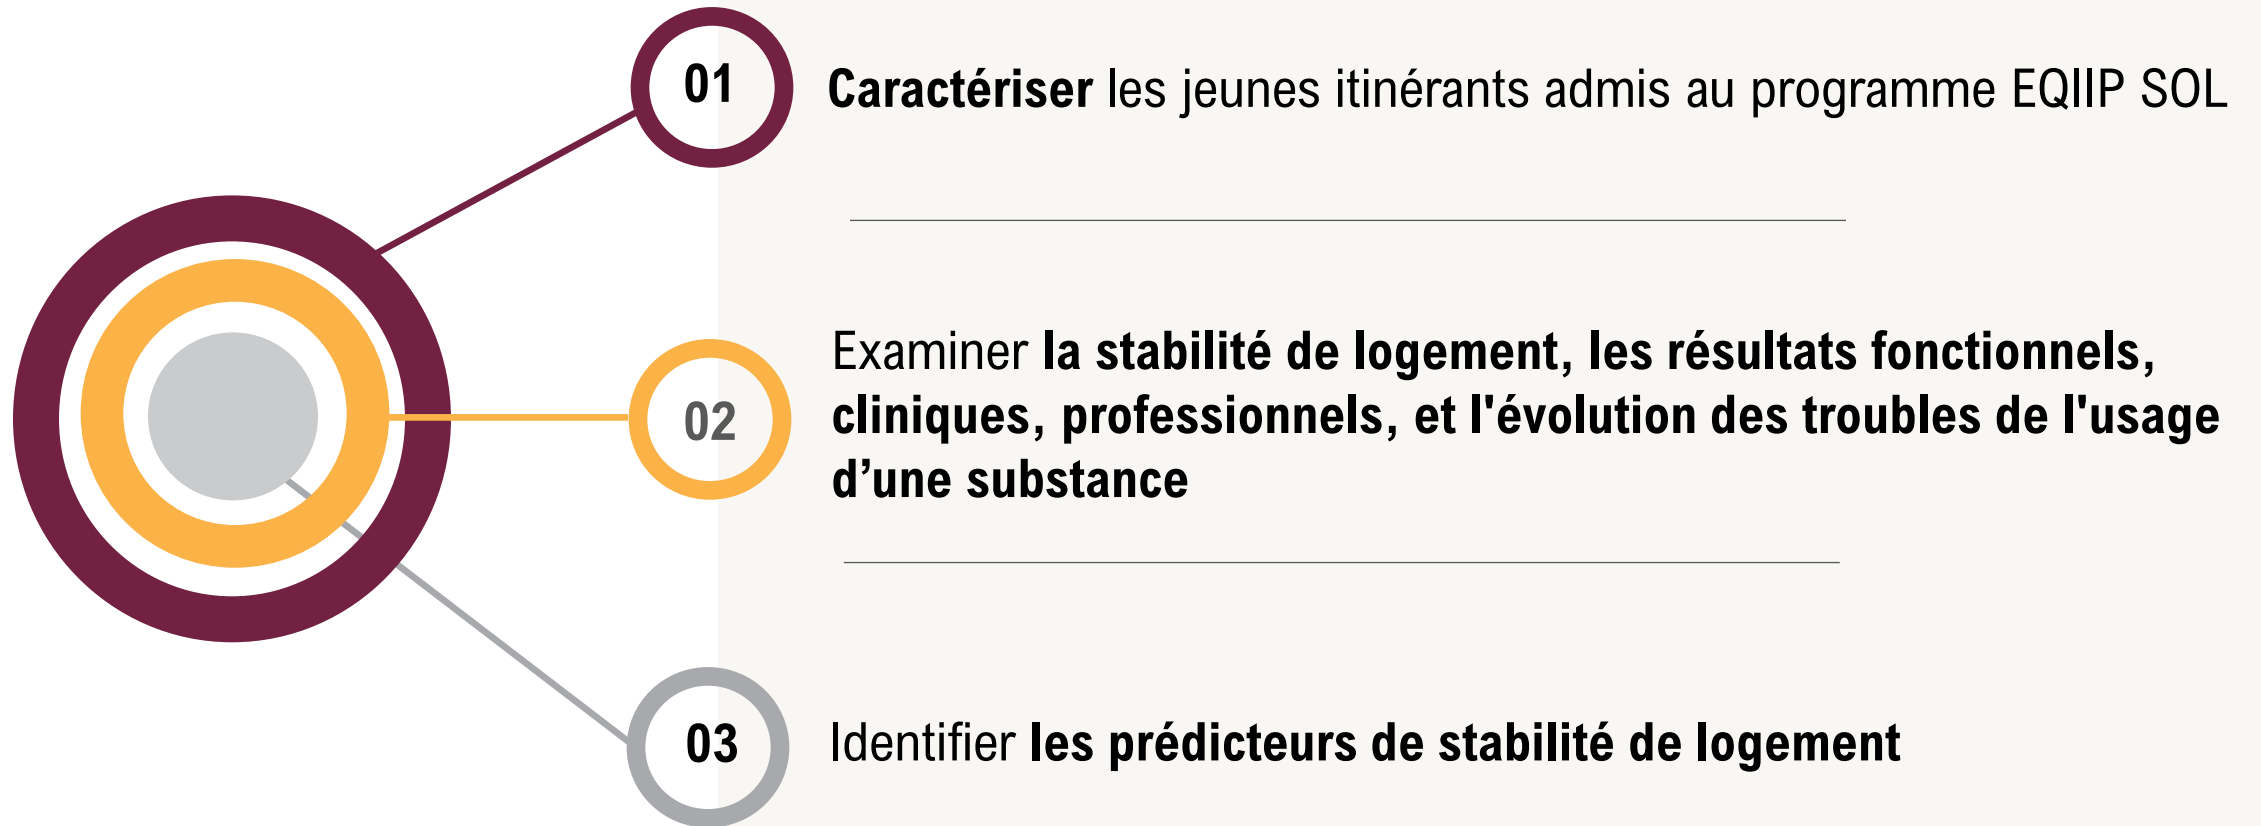 01
Caractériser les jeunes itinérants admis au programme EQIIP SOL
02
Examiner la stabilité de logement, les résultats fonctionnels,
cliniques, professionnels, et l'évolution des troubles de l'usage
d’une substance
03
Identifier les prédicteurs de stabilité de logement